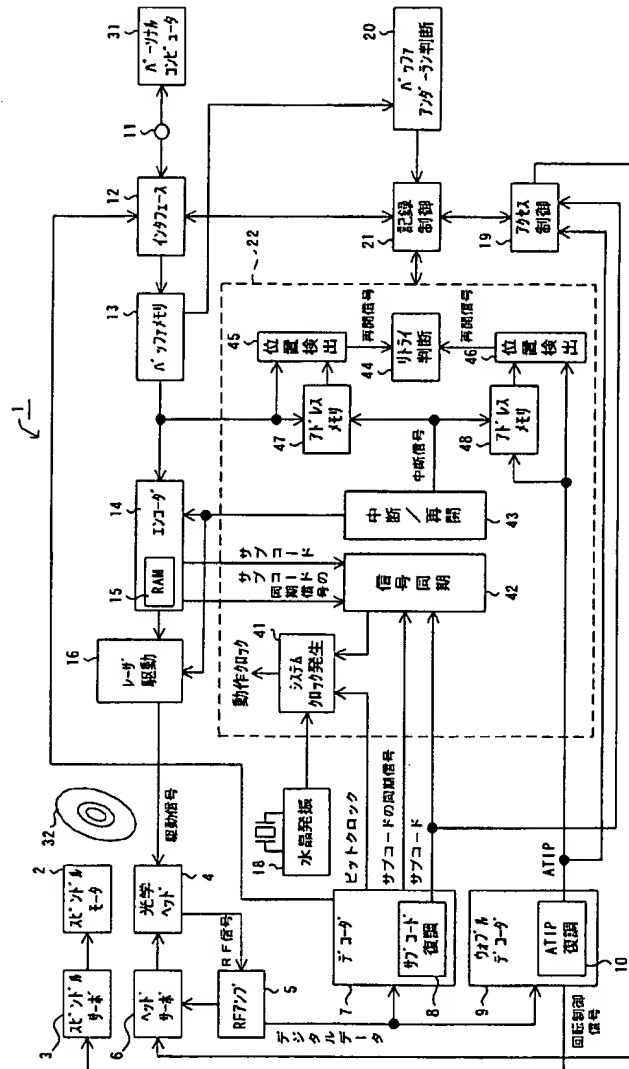 1
31
パーソナル
コンピュータ
11
20
バッファ
アンダーラン判断
12
インタフェース
13
バッファメモリ
21
記録
制御
19
アクセス
制御
22
45
位置検出
再開信号
44
リトライ
判断
再開信号
46
位置検出
47
アドレス
メモリ
48
アドレス
メモリ
中断信号
43
中断/再開
14
エンコーダ
15
RAM
サブコード
サブコードの
同期信号
42
信号同期
16
レーザ
駆動
41
システム
クロック発生
動作クロック
32
駆動信号
18
水晶発振
ビットクロック
サブコードの同期信号
サブコード
ATIP
2
スピンドル
モータ
3
スピンドル
サーボ
4
光学
ヘッド
6
ヘッド
サーボ
RF信号
5
RFアンプ
デジタルデータ
7
デコーダ
8
サブコード
復調
9
ウォブル
デコーダ
10
ATIP
復調
回転制御
信号